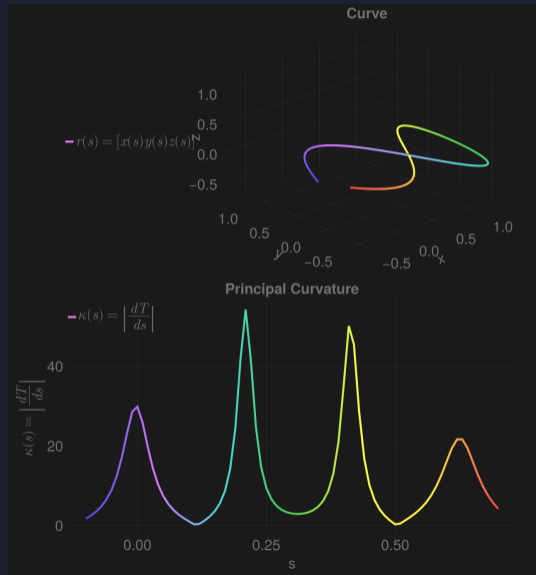 Curve
1.0
0.5
0.0
−0.5
r(s) = [x(s)y(s)z(s)]
z
1.0
0.5
0.0
−0.5
y
−0.5
0.0
0.5
1.0
x
Principal Curvature
κ(s) = |dT/ds|
κ(s) = |dT/ds|
40
20
0
0.00 0.25 0.50
s